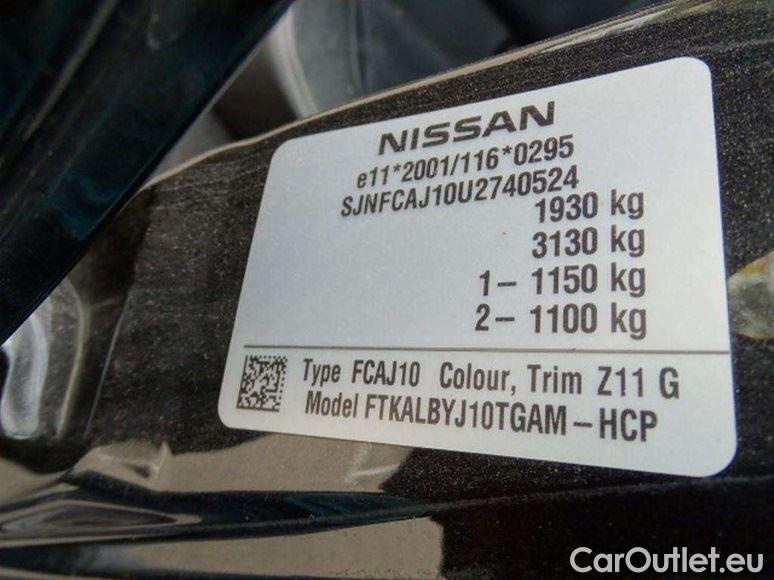 NISSAN
e11*2001/116*0295
SJNFCAJ10U2740524
1930 kg
3130 kg
1– 1150 kg
2– 1100 kg
Type FCAJ10 Colour, Trim Z11 G
Model FTKALBYJ10TGAM–HCP
CarOutlet.eu